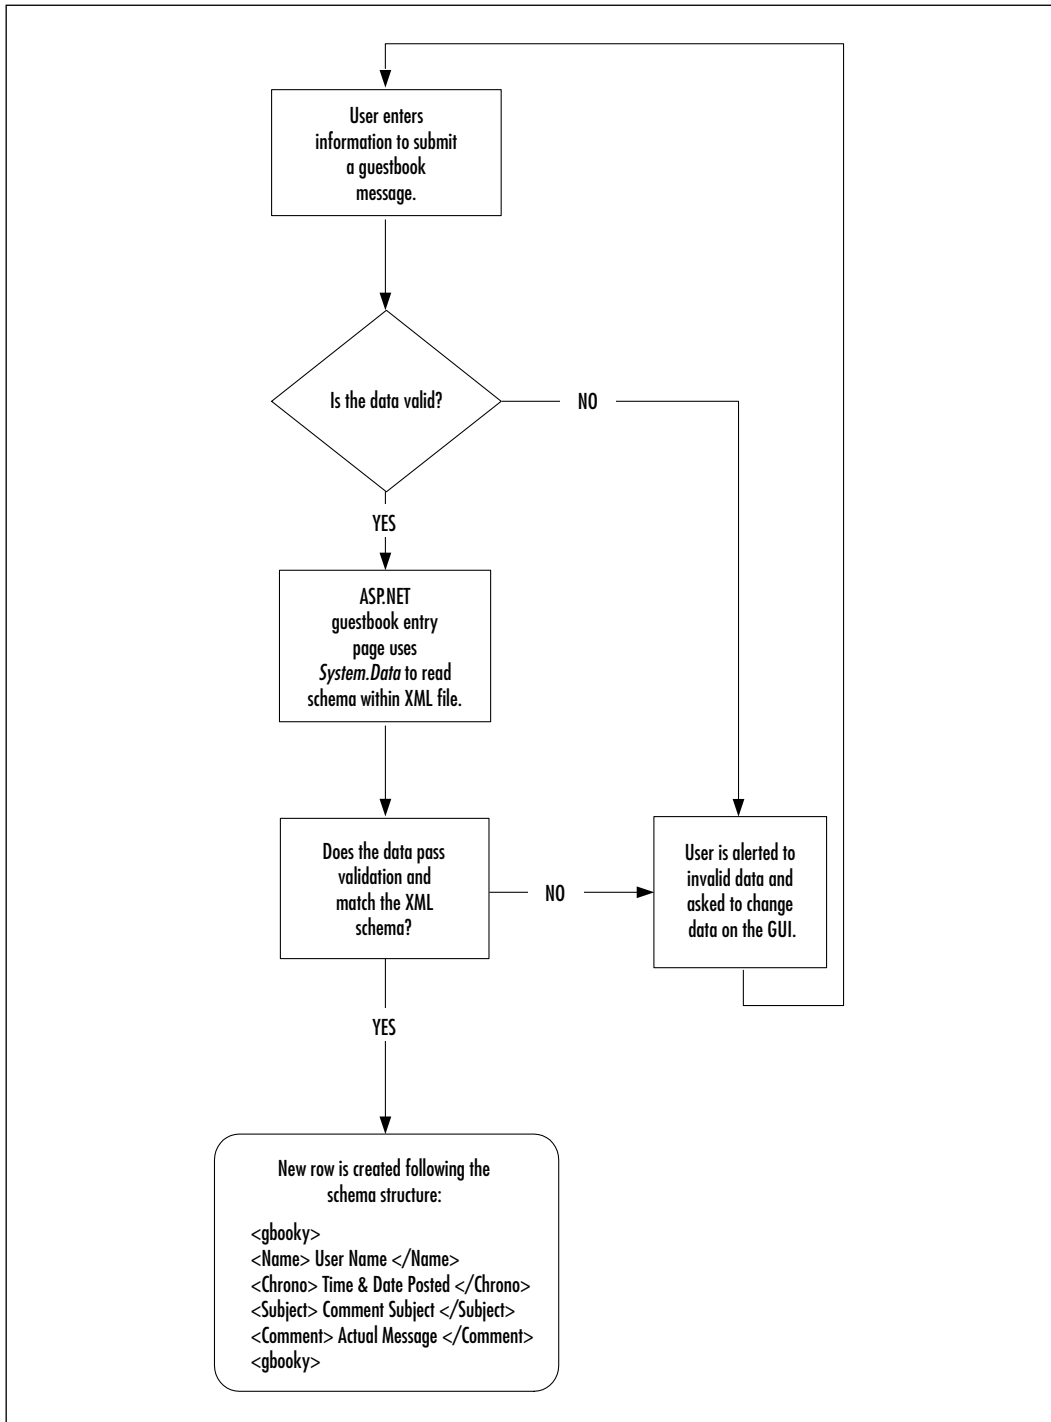 User enters
information to submit
a guestbook
message.
Is the data valid?
NO
YES
ASP.NET
guestbook entry
page uses
System.Data to read
schema within XML file.
Does the data pass
validation and
match the XML
schema?
NO
User is alerted to
invalid data and
asked to change
data on the GUI.
YES
New row is created following the
schema structure:
<gbooky>
<Name> User Name </Name>
<Chrono> Time & Date Posted </Chrono>
<Subject> Comment Subject </Subject>
<Comment> Actual Message </Comment>
<gbooky>